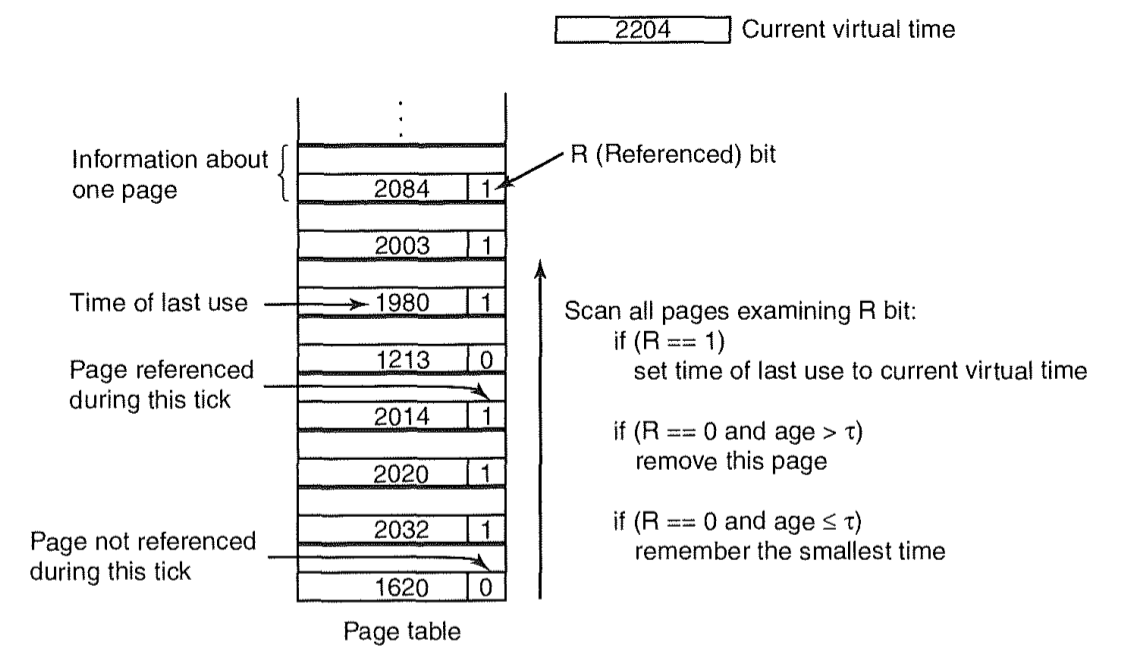 2204 Current virtual time
Information about
one page
R (Referenced) bit
2084 1
2003 1
Time of last use
1980 1
1213 0
Page referenced
during this tick
2014 1
2020 1
2032 1
Page not referenced
during this tick
1620 0
Page table
Scan all pages examining R bit:
if (R == 1)
set time of last use to current virtual time
if (R == 0 and age > τ)
remove this page
if (R == 0 and age ≤ τ)
remember the smallest time